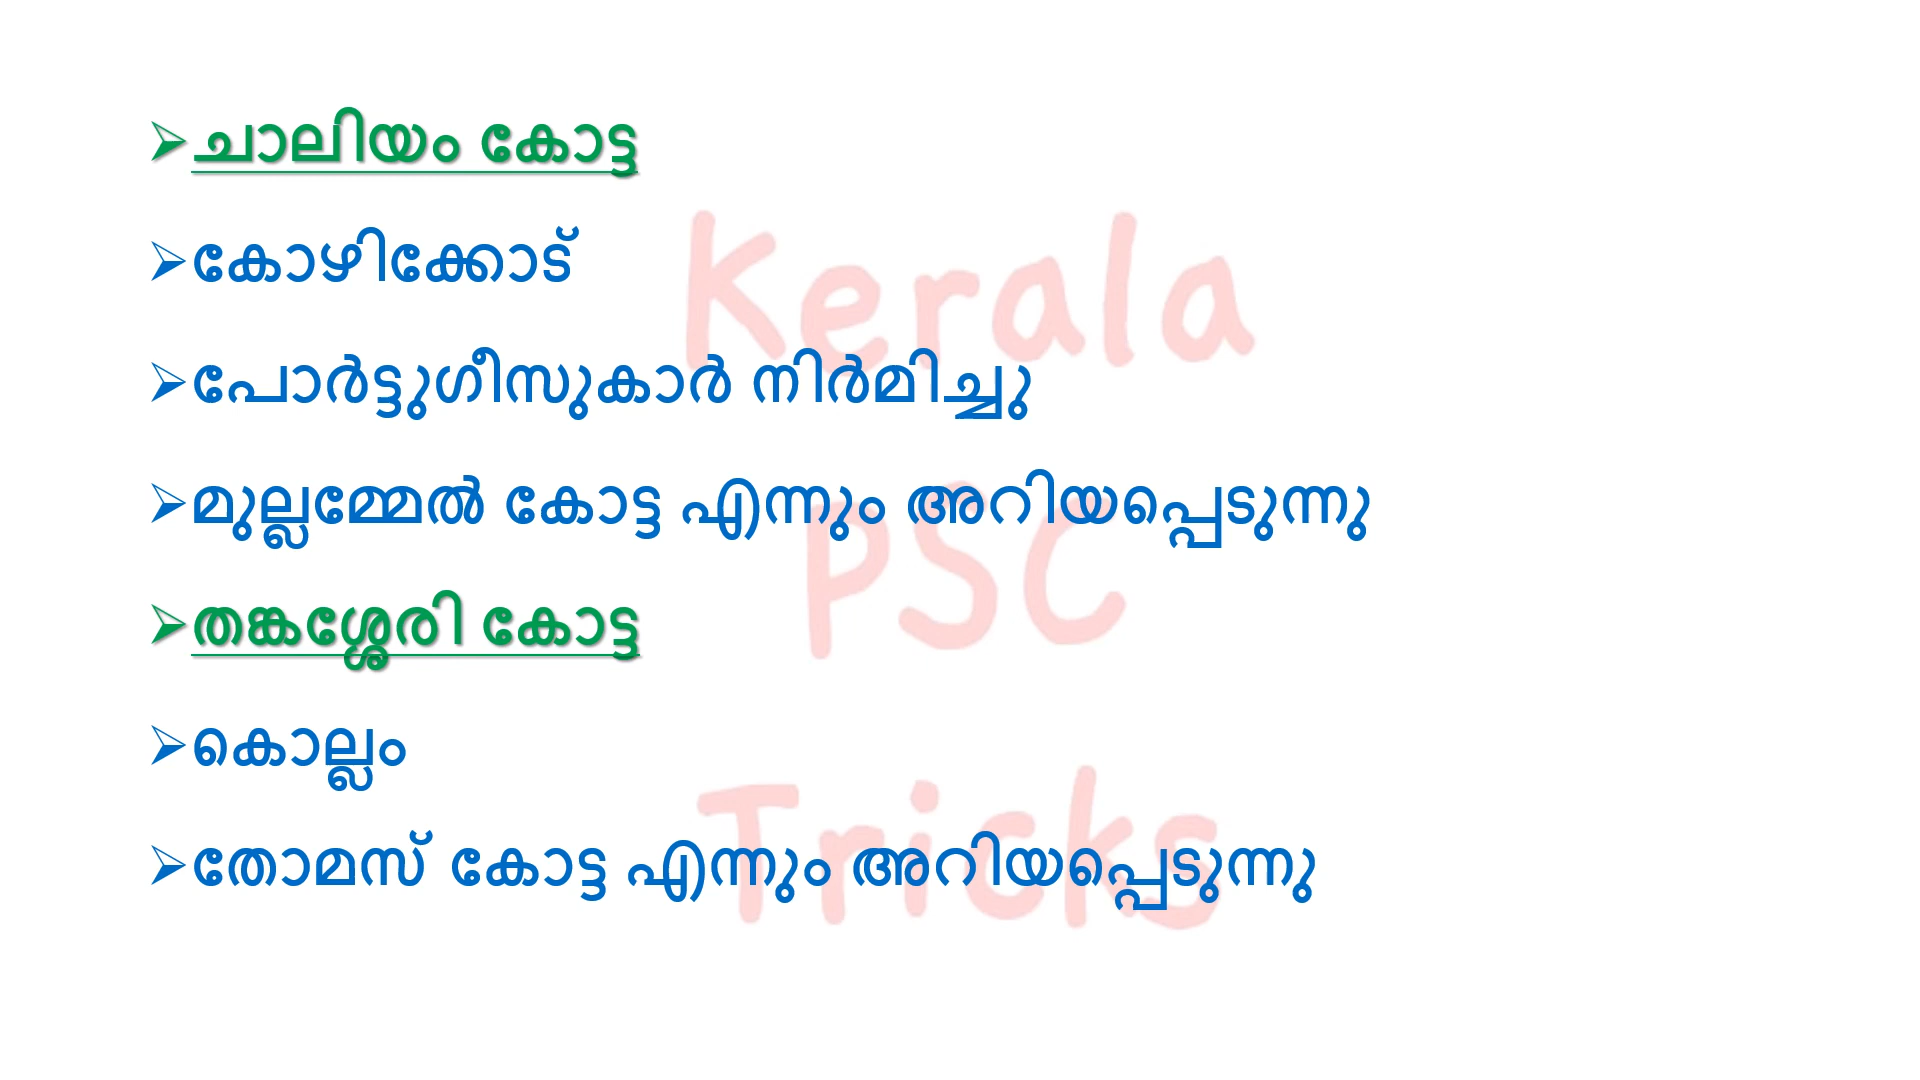 ➢ചാലിയം കോട്ട
➢കോഴിക്കോട്
➢പോർട്ടുഗീസുകാർ നിർമിച്ചു
➢മുല്ലമ്മേൽ കോട്ട എന്നും അറിയപ്പെടുന്നു
➢തങ്കശ്ശേരി കോട്ട
➢കൊല്ലം
➢തോമസ് കോട്ട എന്നും അറിയപ്പെടുന്നു
Kerala
PSC
Tricks